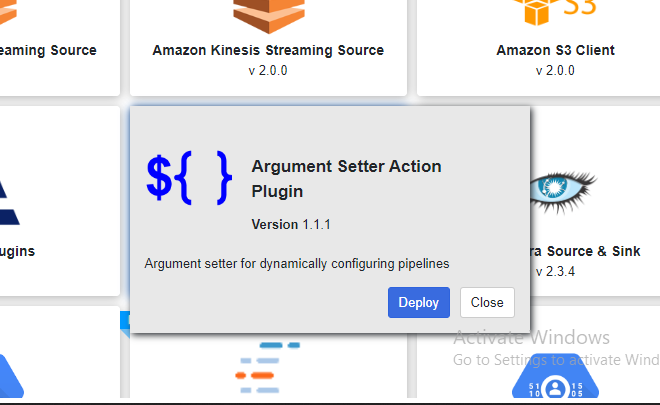 S3
eaming Source
Amazon Kinesis Streaming Source
v 2.0.0
Amazon S3 Client
v 2.0.0
${ }
Argument Setter Action
Plugin
Version 1.1.1
Argument setter for dynamically configuring pipelines
Deploy
Close
ugins
ra Source & Sink
v 2.3.4
Activate Windows
Go to Settings to activate Wind
51 15
10 05